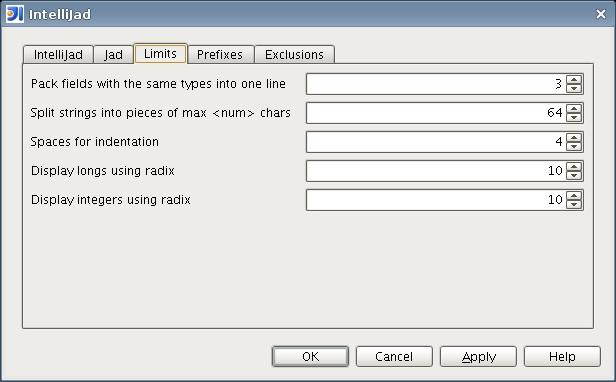 IntelliJad
IntelliJad Jad Limits Prefixes Exclusions
Pack fields with the same types into one line 3
Split strings into pieces of max <num> chars 64
Spaces for indentation 4
Display longs using radix 10
Display integers using radix 10
OK Cancel Apply Help